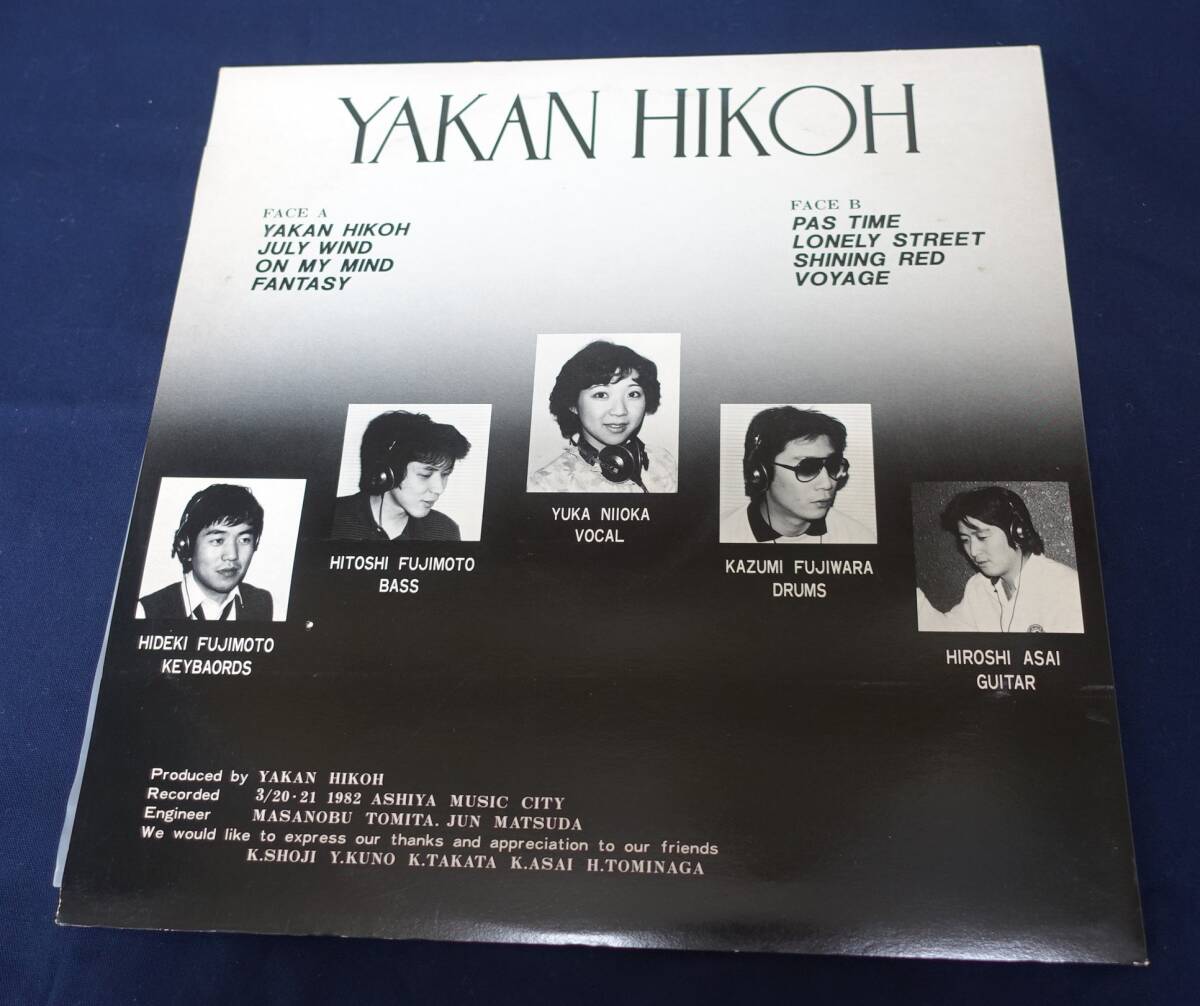 YAKAN HIKOH
FACE A
YAKAN HIKOH
JULY WIND
ON MY MIND
FANTASY
FACE B
PAS TIME
LONELY STREET
SHINING RED
VOYAGE
HIDEKI FUJIMOTO
KEYBAORDS
HITOSHI FUJIMOTO
BASS
YUKA NIIOKA
VOCAL
KAZUMI FUJIWARA
DRUMS
HIROSHI ASAI
GUITAR
Produced by YAKAN HIKOH
Recorded 3/20·21 1982 ASHIYA MUSIC CITY
Engineer MASANOBU TOMITA. JUN MATSUDA
We would like to express our thanks and appreciation to our friends
K.SHOJI Y.KUNO K.TAKATA K.ASAI H.TOMINAGA